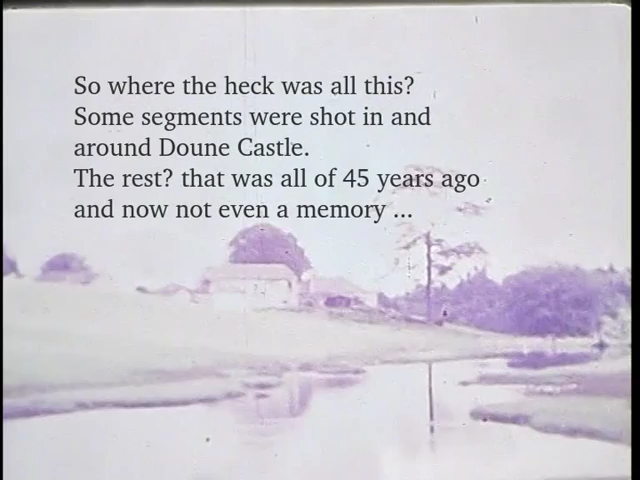 So where the heck was all this?
Some segments were shot in and
around Doune Castle.
The rest? that was all of 45 years ago
and now not even a memory ...